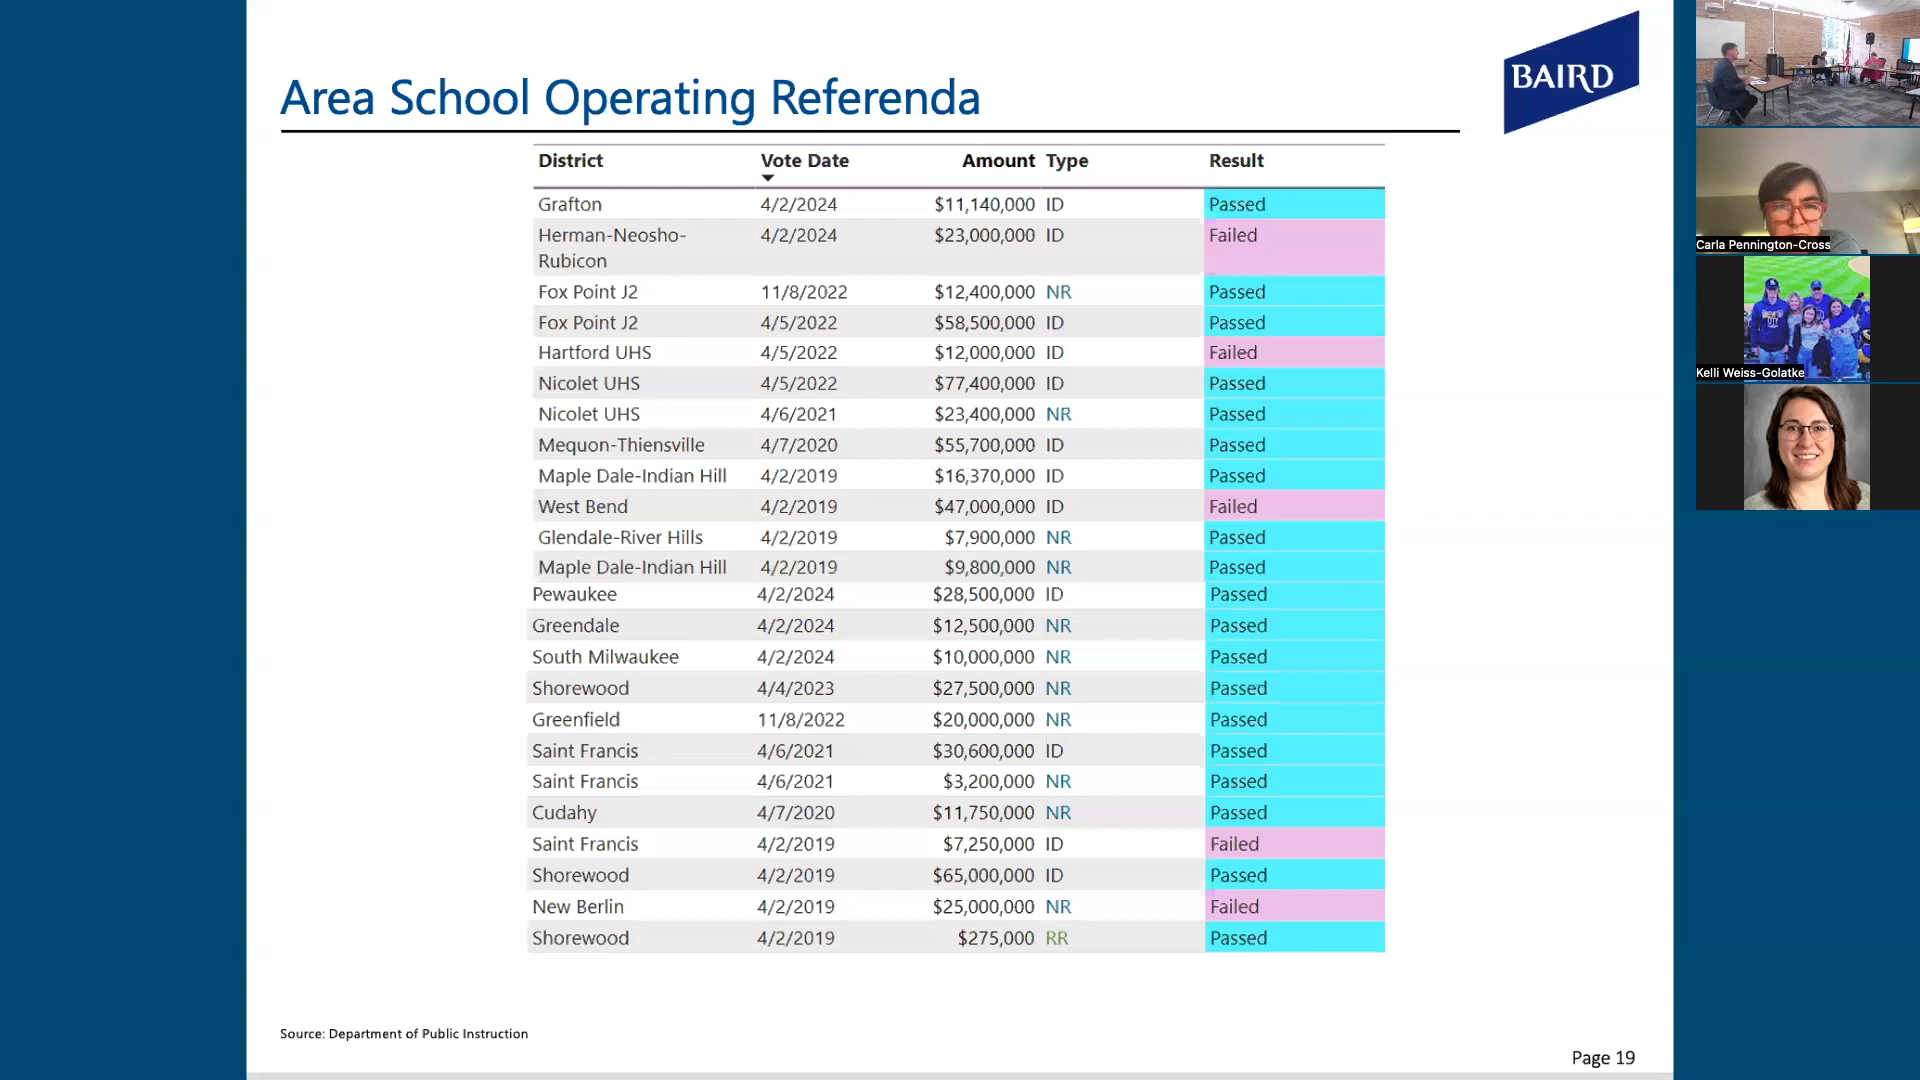 Area School Operating Referenda
BAIRD
District Vote Date Amount Type Result
Grafton 4/2/2024 $11,140,000 ID Passed
Herman-Neosho- 4/2/2024 $23,000,000 ID Failed
Rubicon
Fox Point J2 11/8/2022 $12,400,000 NR Passed
Fox Point J2 4/5/2022 $58,500,000 ID Passed
Hartford UHS 4/5/2022 $12,000,000 ID Failed
Nicolet UHS 4/5/2022 $77,400,000 ID Passed
Nicolet UHS 4/6/2021 $23,400,000 NR Passed
Mequon-Thiensville 4/7/2020 $55,700,000 ID Passed
Maple Dale-Indian Hill 4/2/2019 $16,370,000 ID Passed
West Bend 4/2/2019 $47,000,000 ID Failed
Glendale-River Hills 4/2/2019 $7,900,000 NR Passed
Maple Dale-Indian Hill 4/2/2019 $9,800,000 NR Passed
Pewaukee 4/2/2024 $28,500,000 ID Passed
Greendale 4/2/2024 $12,500,000 NR Passed
South Milwaukee 4/2/2024 $10,000,000 NR Passed
Shorewood 4/4/2023 $27,500,000 NR Passed
Greenfield 11/8/2022 $20,000,000 NR Passed
Saint Francis 4/6/2021 $30,600,000 ID Passed
Saint Francis 4/6/2021 $3,200,000 NR Passed
Cudahy 4/7/2020 $11,750,000 NR Passed
Saint Francis 4/2/2019 $7,250,000 ID Failed
Shorewood 4/2/2019 $65,000,000 ID Passed
New Berlin 4/2/2019 $25,000,000 NR Failed
Shorewood 4/2/2019 $275,000 RR Passed
Source: Department of Public Instruction
Page 19
Carla Pennington-Cross
Kelli Weiss-Golatke